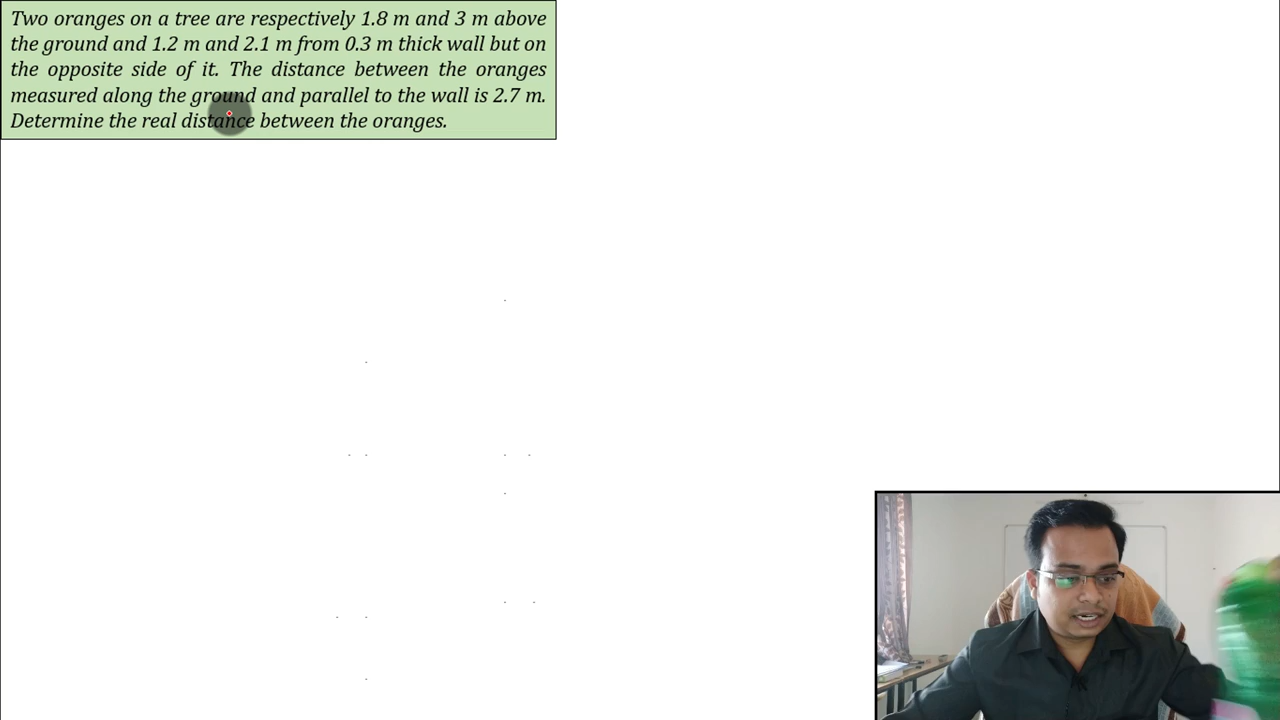 Two oranges on a tree are respectively 1.8 m and 3 m above
the ground and 1.2 m and 2.1 m from 0.3 m thick wall but on
the opposite side of it. The distance between the oranges
measured along the ground and parallel to the wall is 2.7 m.
Determine the real distance between the oranges.